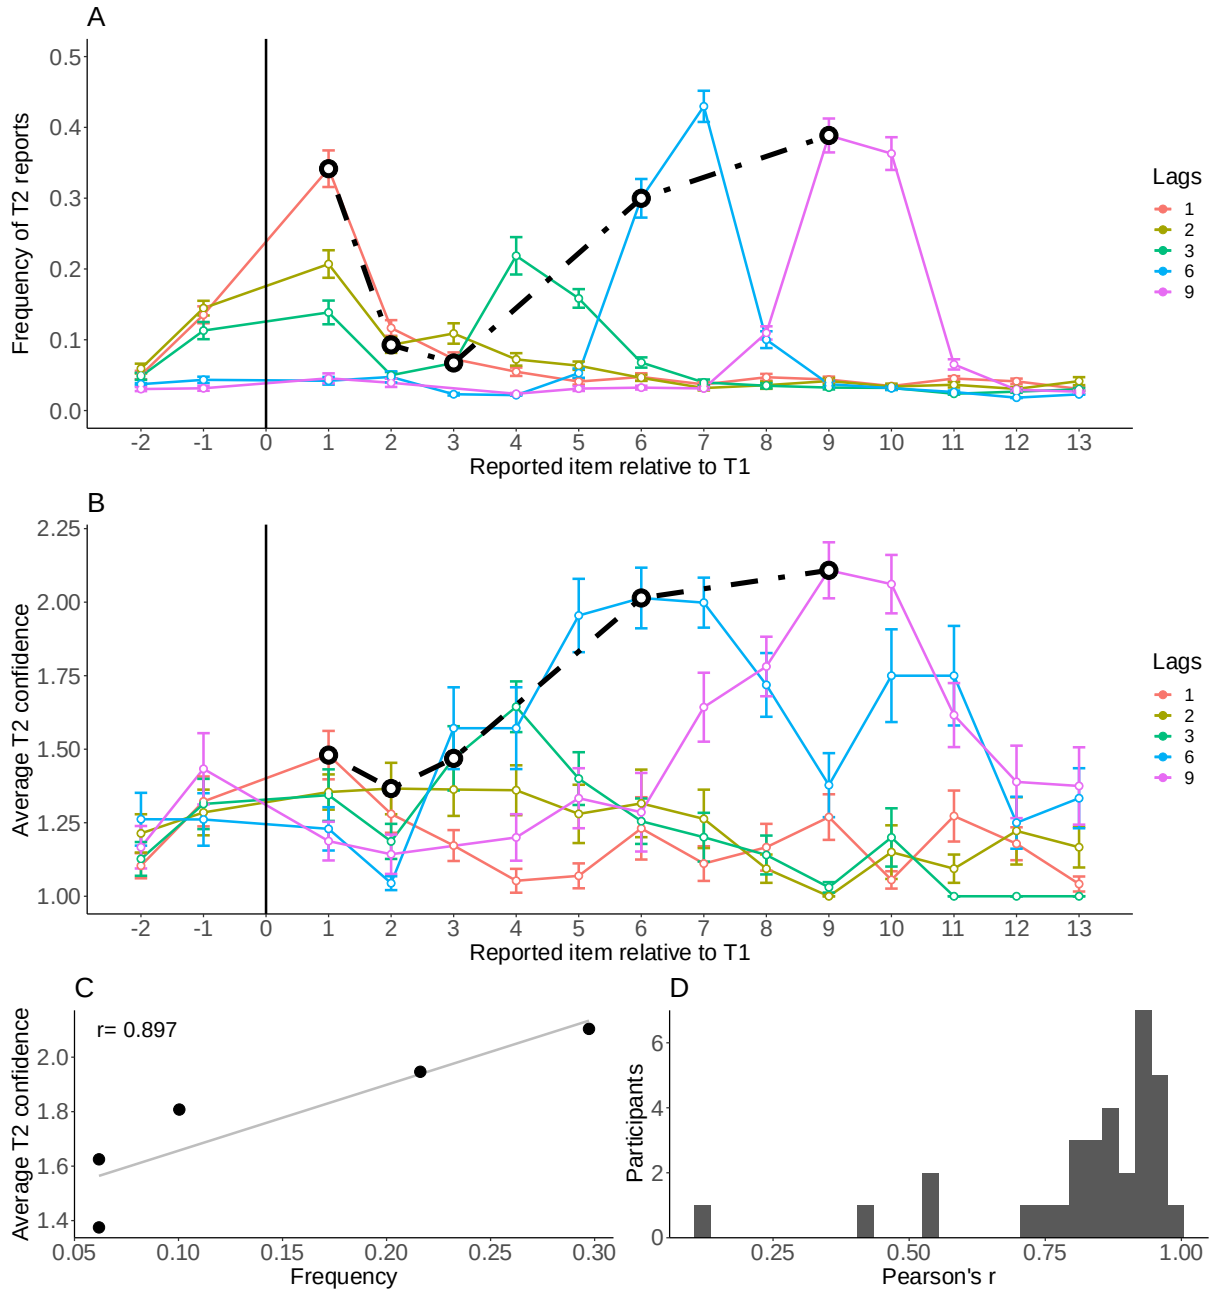 A
Frequency of T2 reports
0.5
0.4
0.3
0.2
0.1
0.0
-2 -1 0 1 2 3 4 5 6 7 8 9 10 11 12 13
Reported item relative to T1
Lags
1
2
3
6
9
B
Average T2 confidence
2.25
2.00
1.75
1.50
1.25
1.00
-2 -1 0 1 2 3 4 5 6 7 8 9 10 11 12 13
Reported item relative to T1
Lags
1
2
3
6
9
C
Average T2 confidence
r= 0.897
2.0
1.8
1.6
1.4
0.05 0.10 0.15 0.20 0.25 0.30
Frequency
D
Participants
6
4
2
0
0.25 0.50 0.75 1.00
Pearson's r